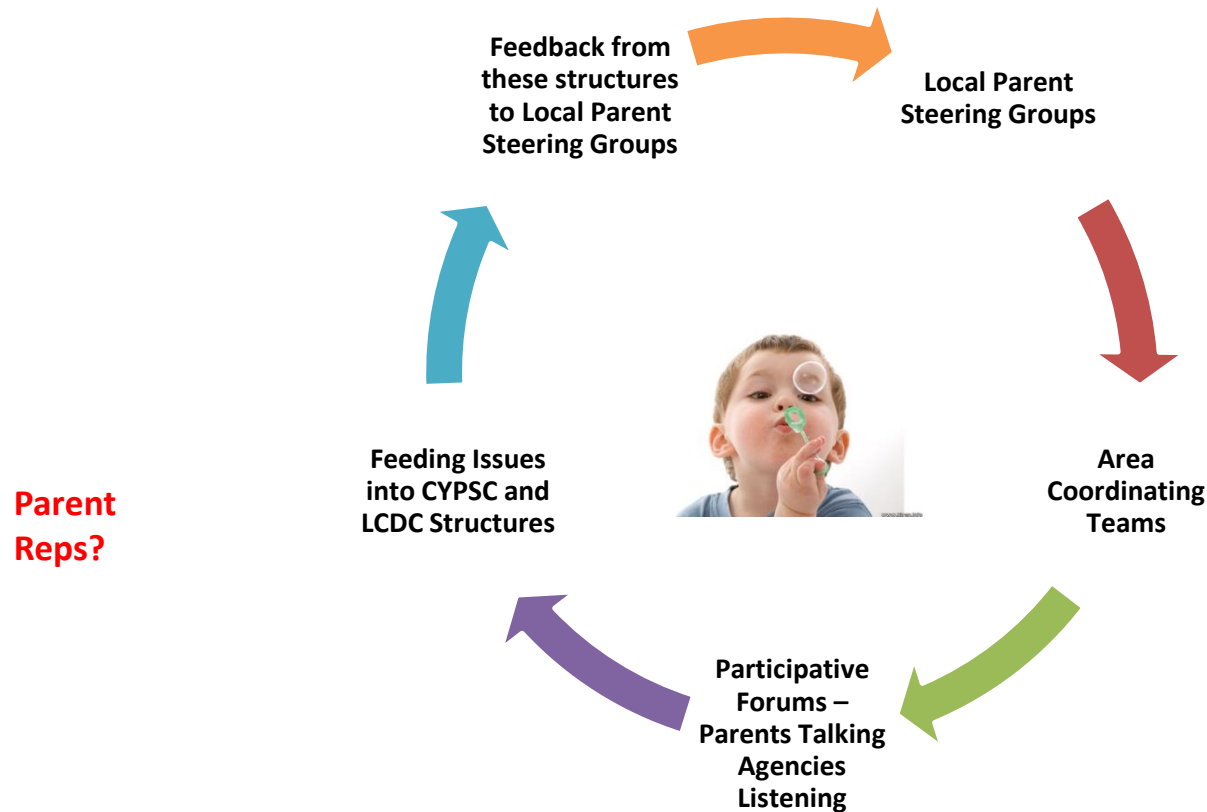 Feedback from
these structures
to Local Parent
Steering Groups
Local Parent
Steering Groups
Area
Coordinating
Teams
Participative
Forums –
Parents Talking
Agencies
Listening
Feeding Issues
into CYPSC and
LCDC Structures
Parent
Reps?